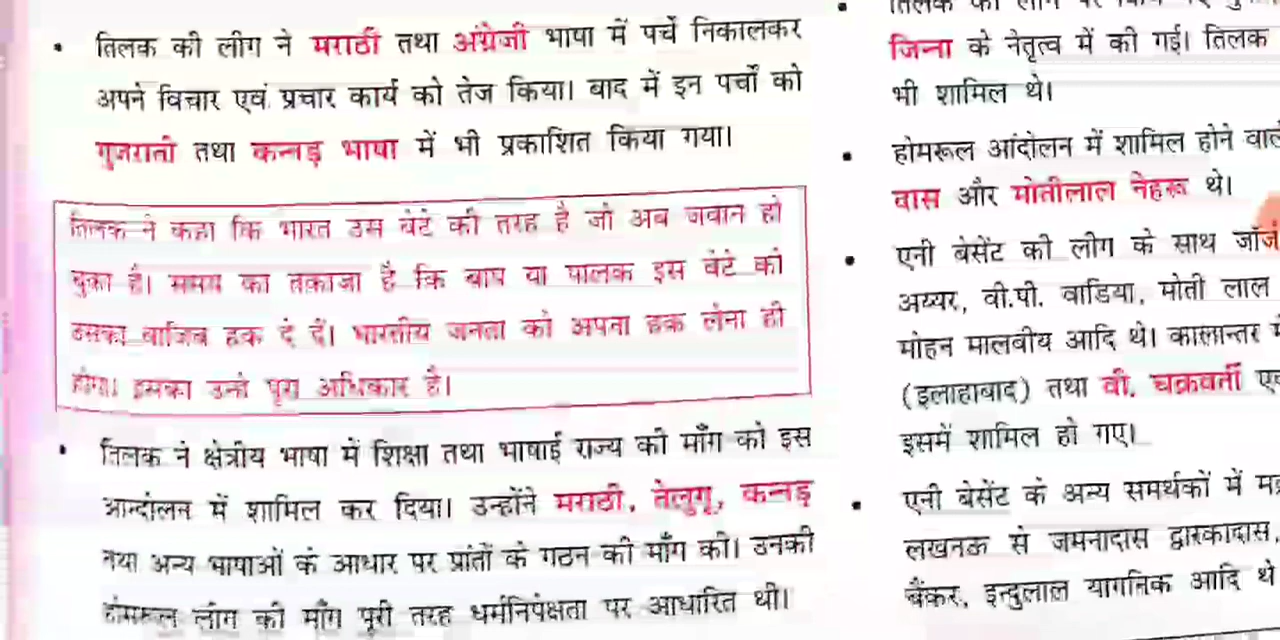 तिलक की लीग ने मराठी तथा अंग्रेजी भाषा में पर्चे निकालकर
अपने विचार एवं प्रचार कार्य को तेज किया। बाद में इन पर्चों को
गुजराती तथा कन्नड़ भाषा में भी प्रकाशित किया गया।
तिलक ने कहा कि भारत उस बेटे की तरह है जो अब जवान हो
चुका है। समय का तकाजा है कि बाप या पालक इस बेटे को
उसका वाजिब हक दे दें। भारतीय जनता को अपना हक लेना ही
होगा। इसका उन्हें पूरा अधिकार है।
तिलक ने क्षेत्रीय भाषा में शिक्षा तथा भाषाई राज्य की माँग को इस
आन्दोलन में शामिल कर दिया। उन्होंने मराठी, तेलुगू, कन्नड़
तथा अन्य भाषाओं के आधार पर प्रांतों के गठन की माँग की। उनकी
होमरूल लीग की माँग पूरी तरह धर्मनिपेक्षता पर आधारित थी।
जिन्ना के नेतृत्व में की गई। तिलक
भी शामिल थे।
होमरूल आंदोलन में शामिल होने वाले
दास और मोतीलाल नेहरू थे।
एनी बेसेंट की लीग के साथ जॉर्ज
अय्यर, वी.पी. वाडिया, मोती लाल
मोहन मालवीय आदि थे। कालान्तर में
(इलाहाबाद) तथा वी. चक्रवर्ती
इसमें शामिल हो गए।
एनी बेसेंट के अन्य समर्थकों में
लखनऊ से जमनादास द्वारकादास,
बैंकर, इन्दुलाल यागनिक आदि थे